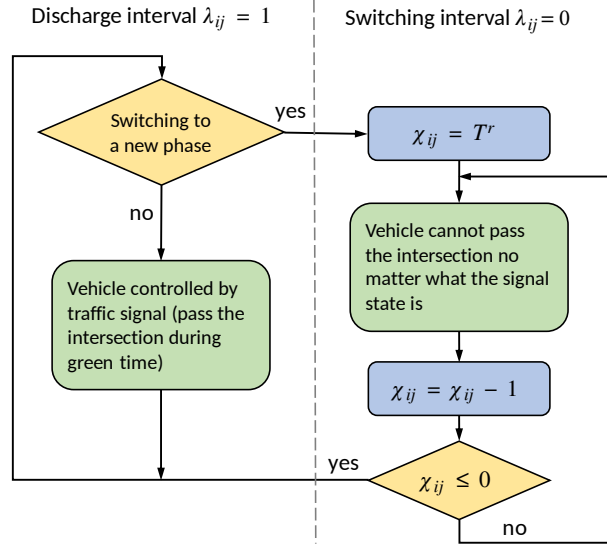 Discharge interval λij = 1
Switching interval λij = 0
Switching to
a new phase
yes
χij = Tr
no
Vehicle cannot pass
the intersection no
matter what the signal
state is
Vehicle controlled by
traffic signal (pass the
intersection during
green time)
χij = χij − 1
yes
χij ≤ 0
no